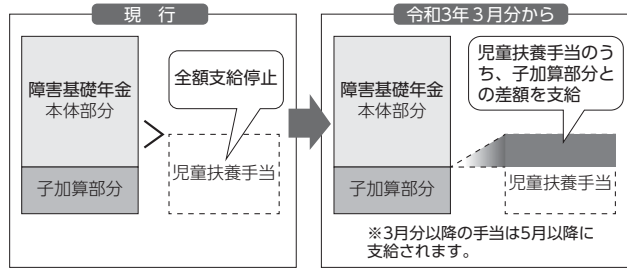 現 行
障害基礎年金
本体部分
子加算部分
>
全額支給停止
児童扶養手当
令和3年３月分から
障害基礎年金
本体部分
子加算部分
児童扶養手当のう
ち、子加算部分と
の差額を支給
児童扶養手当
※3月分以降の手当は5月以降に
支給されます。